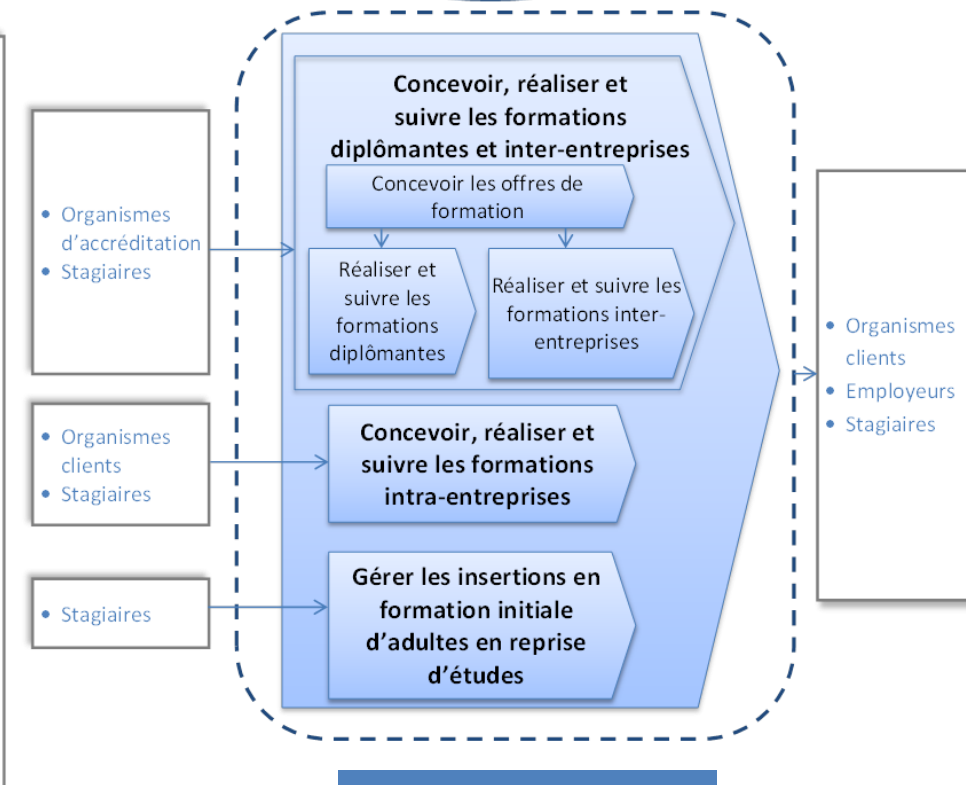 Concevoir, réaliser et
suivre les formations
diplômantes et inter-entreprises
Concevoir les offres de
formation
Réaliser et
suivre les
formations
diplômantes
Réaliser et suivre les
formations inter-
entreprises
• Organismes
d’accréditation
• Stagiaires
• Organismes
clients
• Stagiaires
Concevoir, réaliser et
suivre les formations
intra-entreprises
• Stagiaires
Gérer les insertions en
formation initiale
d’adultes en reprise
d’études
• Organismes
clients
• Employeurs
• Stagiaires